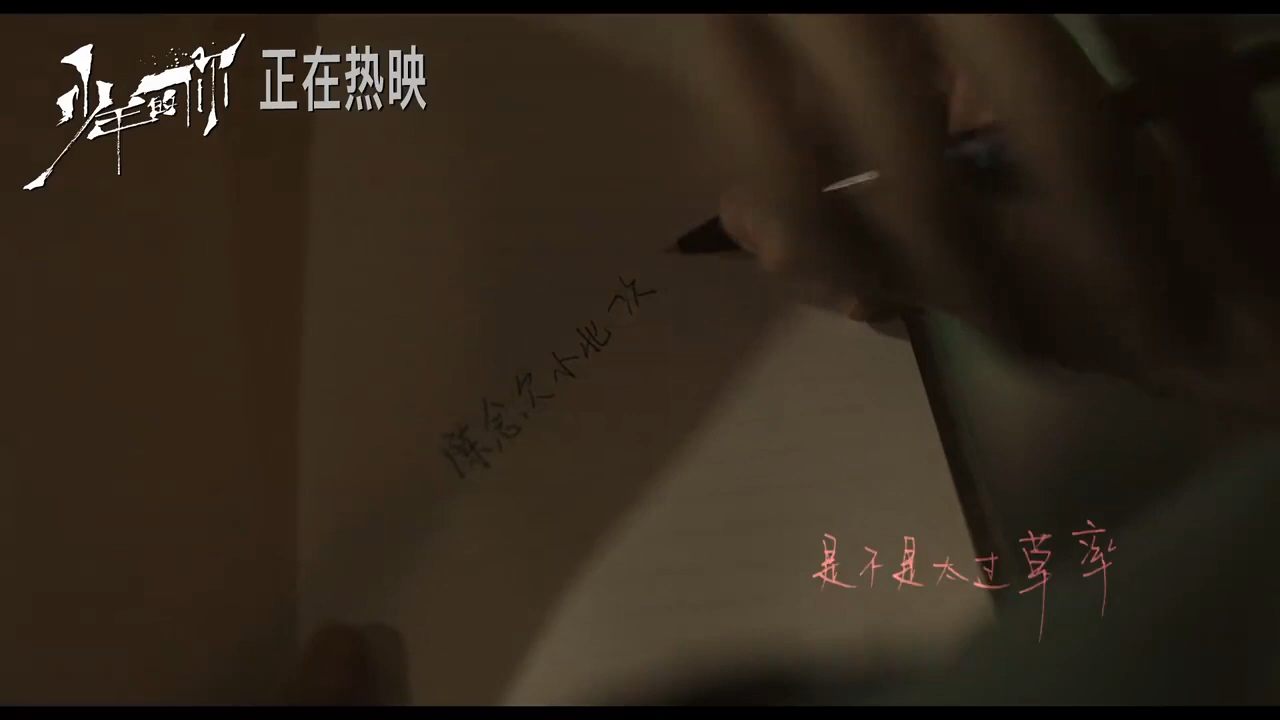 少年的你
正在热映
陈念欠小北一次
是不是太过草率